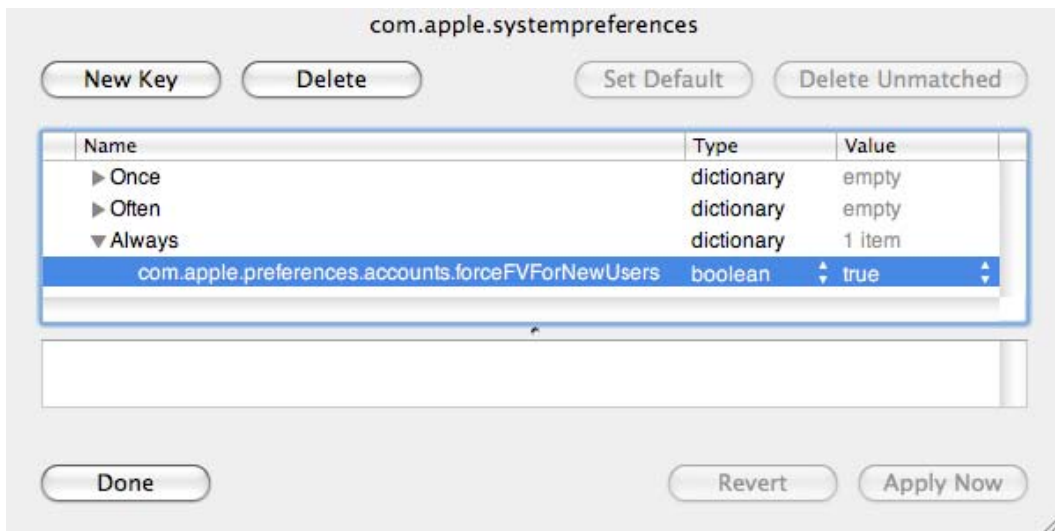 com.apple.systempreferences
New Key Delete Set Default Delete Unmatched
Name Type Value
Once dictionary empty
Often dictionary empty
Always dictionary 1 item
com.apple.preferences.accounts.forceFVForNewUsers boolean true
Done Revert Apply Now